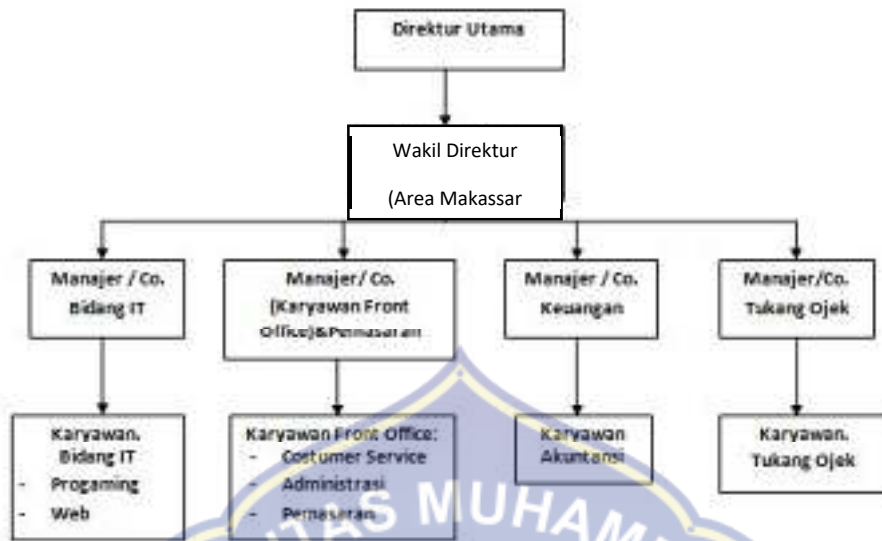 Direktur Utama
Wakil Direktur
(Area Makassar
Manajer / Co.
Bidang IT
Manajer/ Co.
(Karyawan Front
Office)&Pemasaran
Manajer / Co.
Keuangan
Manajer/Co.
Tukang Ojek
Karyawan.
Bidang IT
- Progaming
- Web
Karyawan Front Office:
- Costumer Service
- Administrasi
- Pemasaran
Karyawan
Akuntansi
Karyawan.
Tukang Ojek
ITAS MUHAM